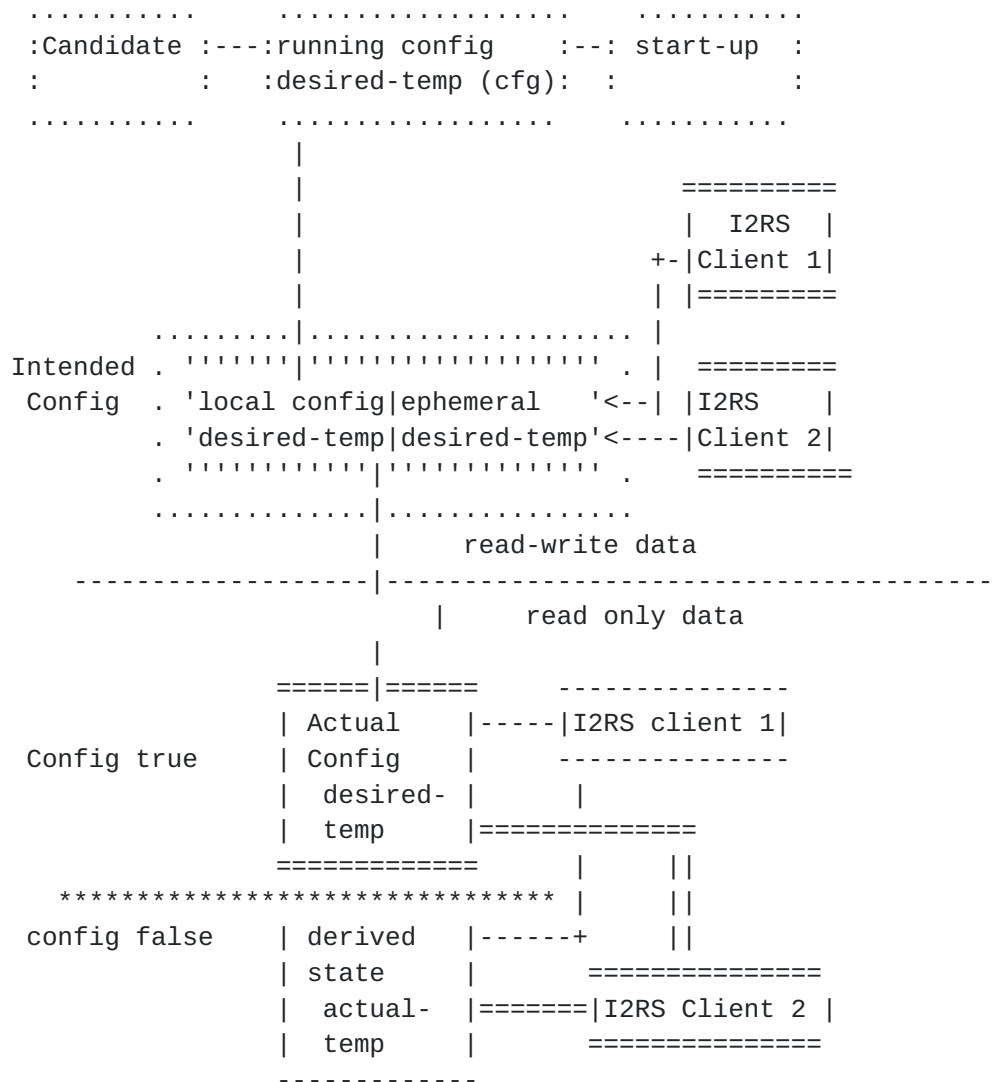 Candidate running config start-up
desired-temp (cfg)
I2RS
Client 1
Intended
Config local config ephemeral I2RS
desired-temp desired-temp Client 2
read-write data
read only data
Actual I2RS client 1
Config true Config
desired-
temp
config false derived
state
actual- I2RS Client 2
temp